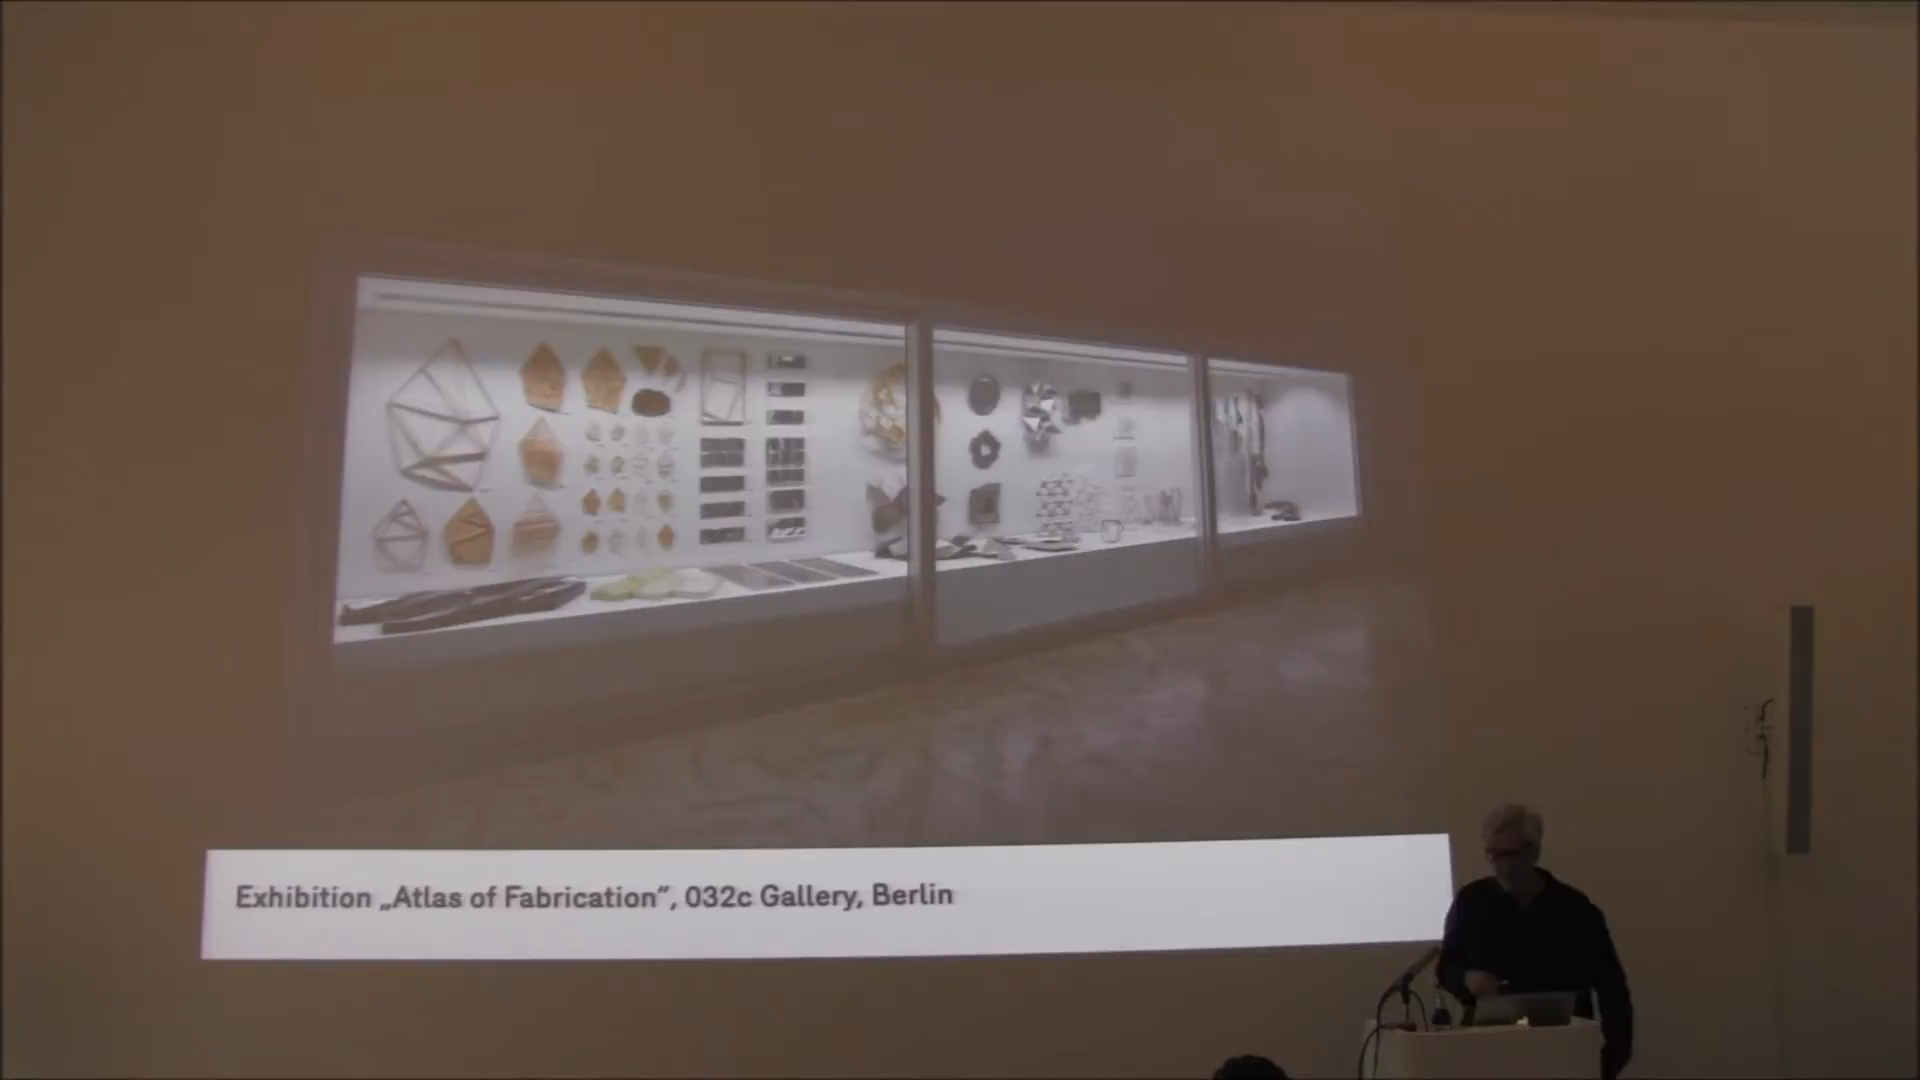 Exhibition „Atlas of Fabrication“, 032c Gallery, Berlin